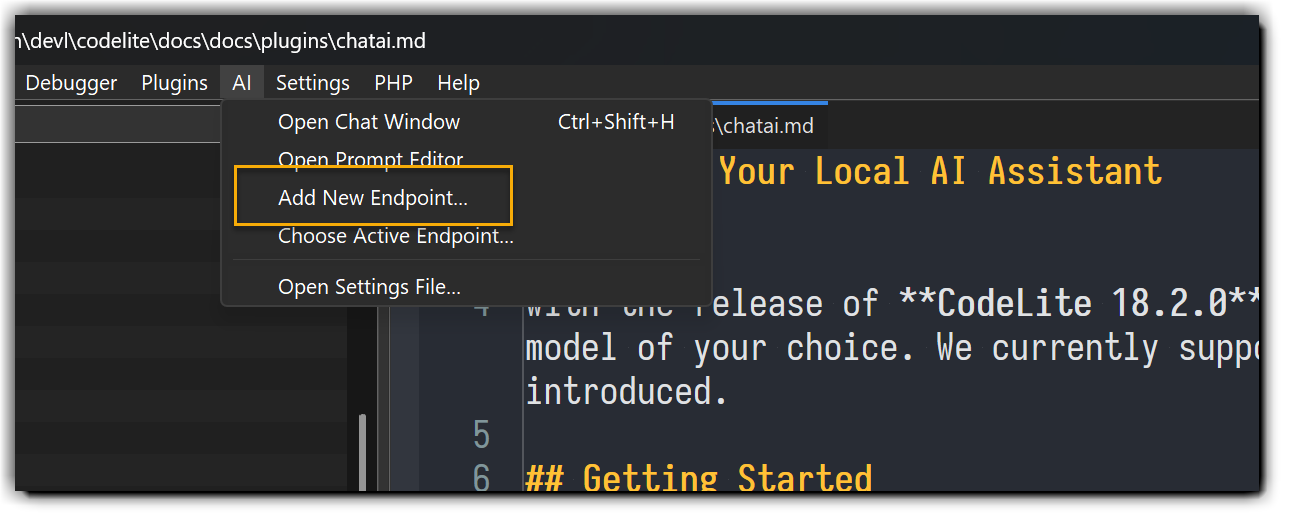 \devl\codelite\docs\docs\plugins\chatai.md
Debugger Plugins AI Settings PHP Help
Open Chat Window Ctrl+Shift+H
\chatai.md
Open Prompt Editor
Your Local AI Assistant
Add New Endpoint...
Choose Active Endpoint...
Open Settings File...
4 with the release of **CodeLite 18.2.0**
model of your choice. We currently
introduced.
5
6 ## Getting Started